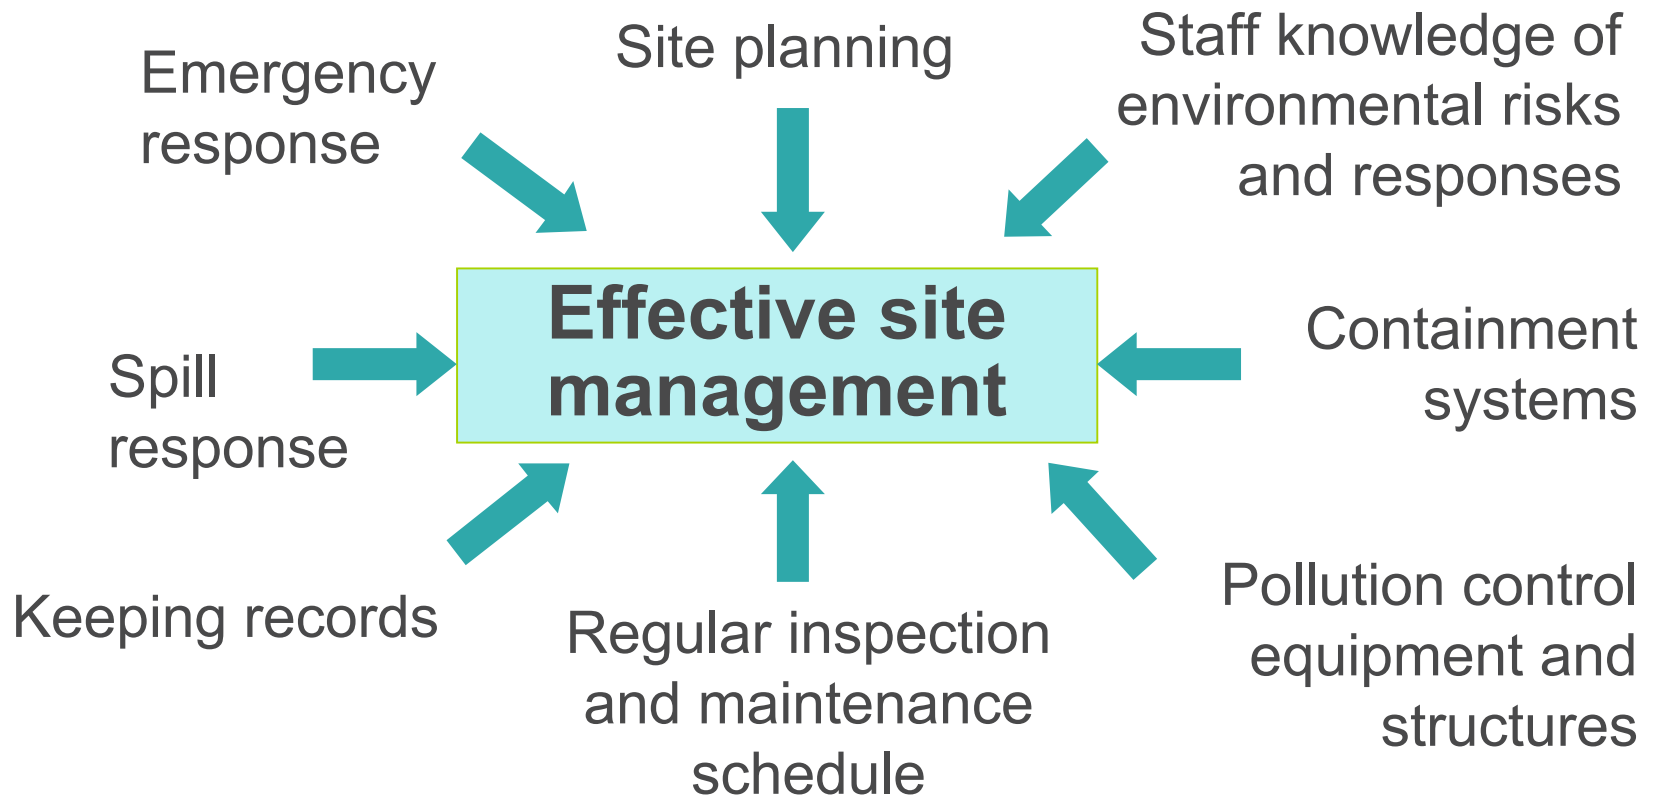 Emergency
response
Site planning
Staff knowledge of
environmental risks
and responses
Effective site
management
Spill
response
Containment
systems
Keeping records
Regular inspection
and maintenance
schedule
Pollution control
equipment and
structures